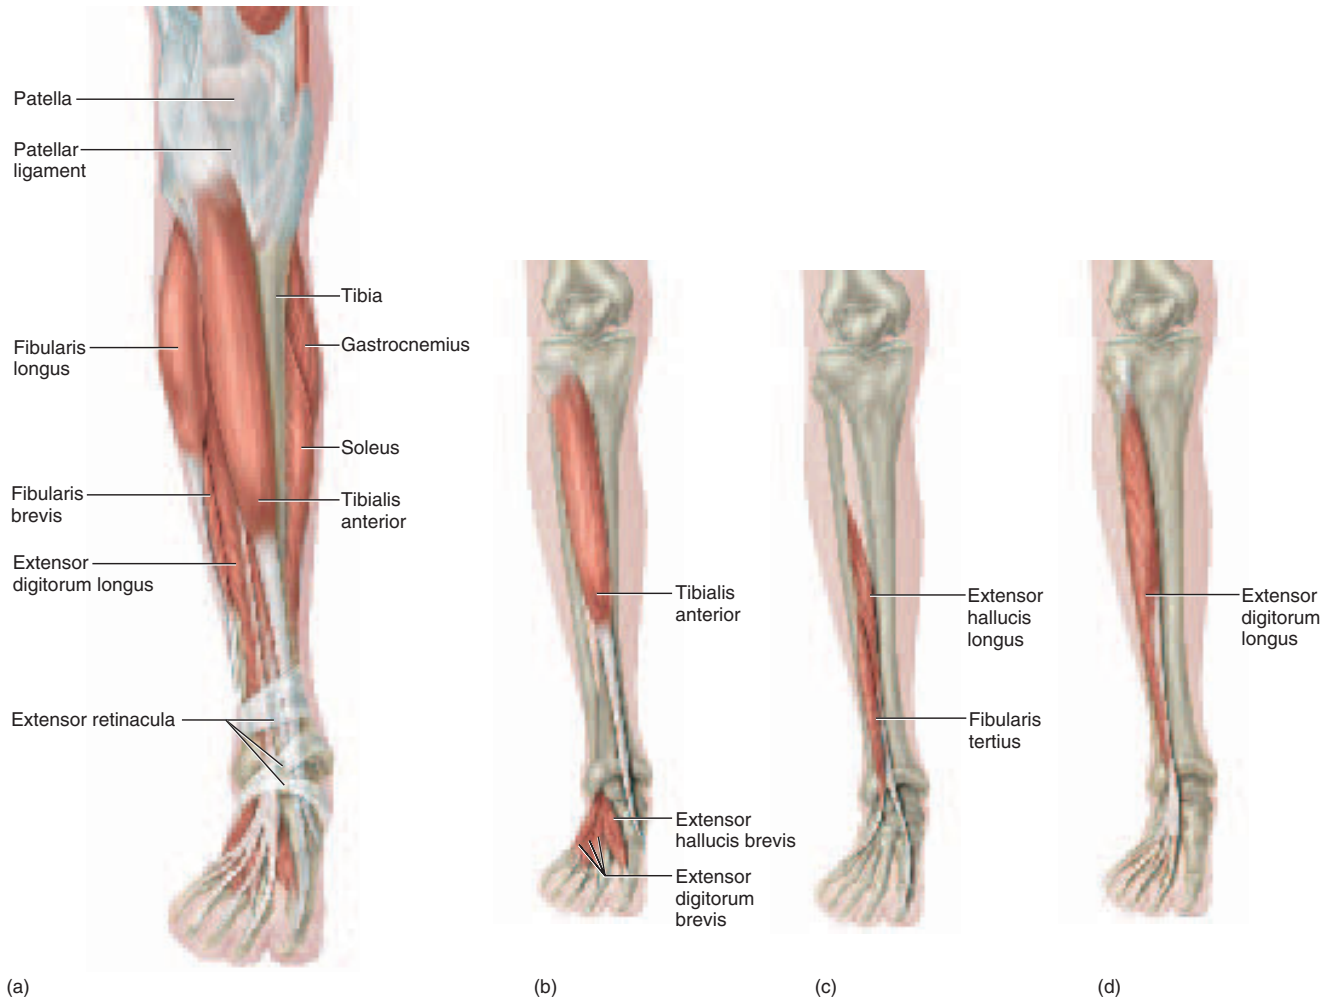 Patella
Patellar
ligament
Tibia
Gastrocnemius
Fibularis
longus
Soleus
Fibularis
brevis
Tibialis
anterior
Extensor
digitorum longus
Extensor retinacula
(a)
Tibialis
anterior
Extensor
hallucis brevis
Extensor
digitorum
brevis
(b)
Extensor
hallucis
longus
Fibularis
tertius
(c)
Extensor
digitorum
longus
(d)